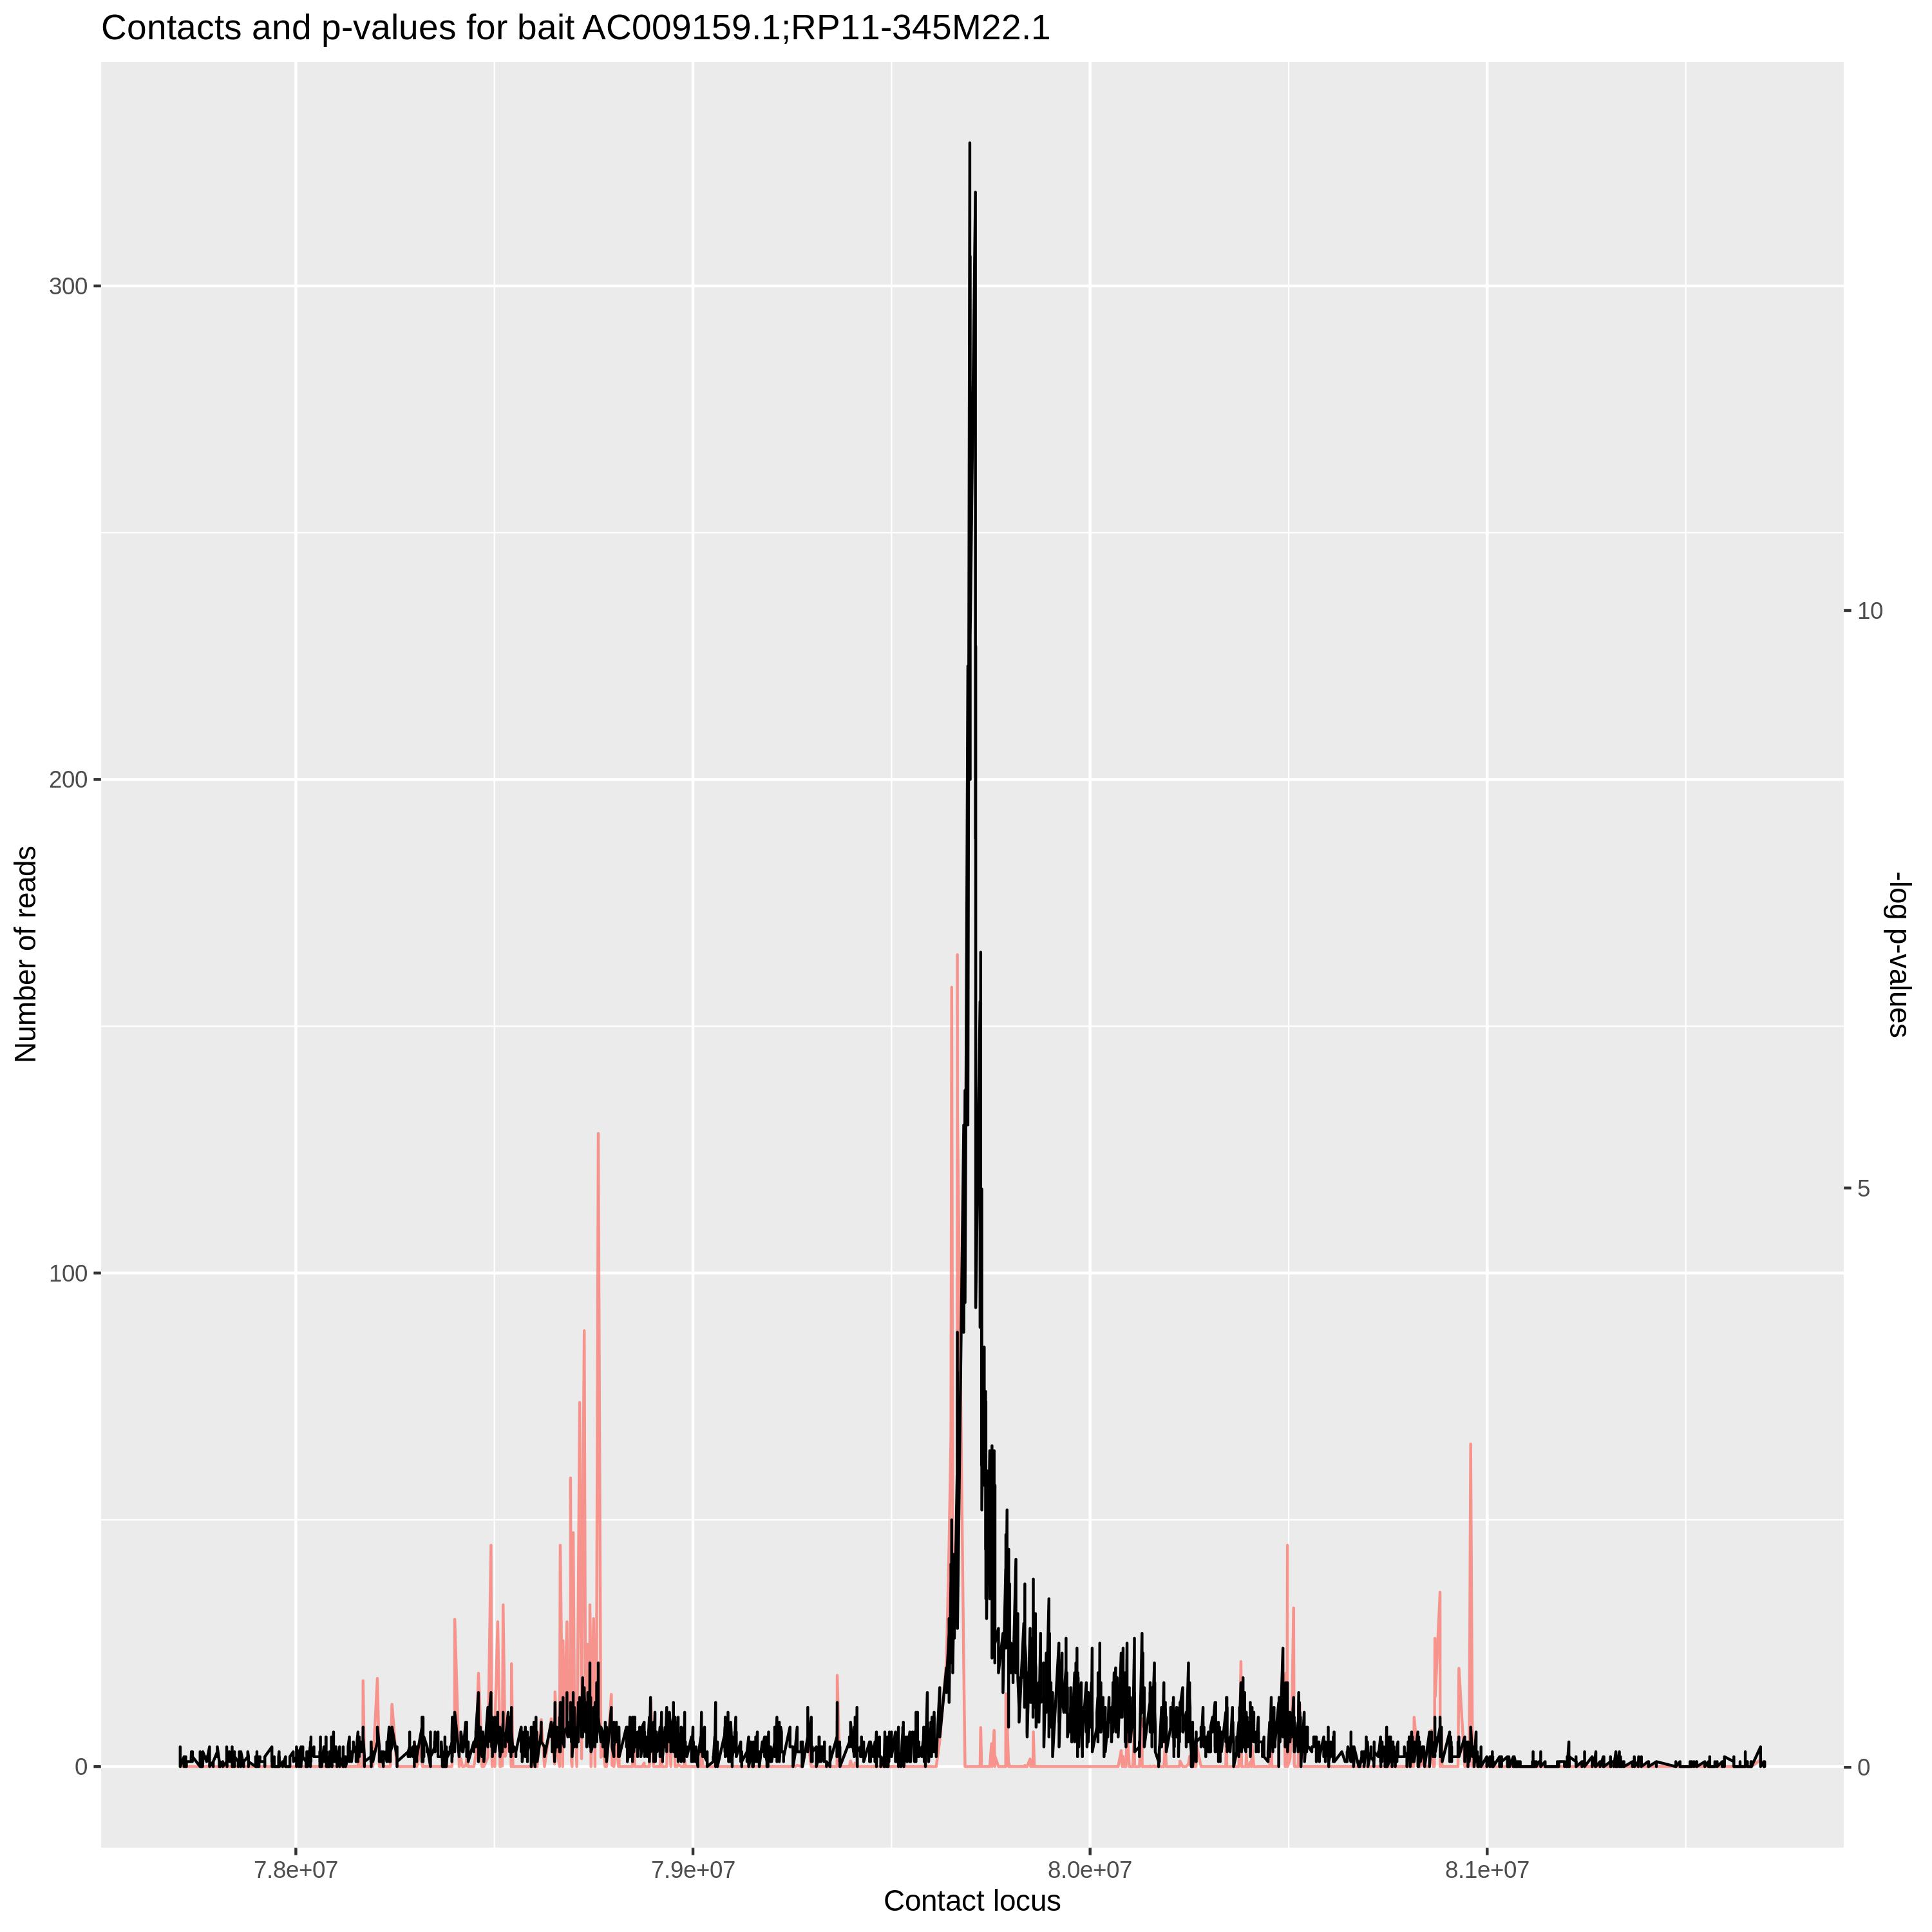 Contacts and p-values for bait AC009159.1;RP11-345M22.1
300
200
100
0
Number of reads
10
5
0
-log p-values
7.8e+07
7.9e+07
8.0e+07
8.1e+07
Contact locus